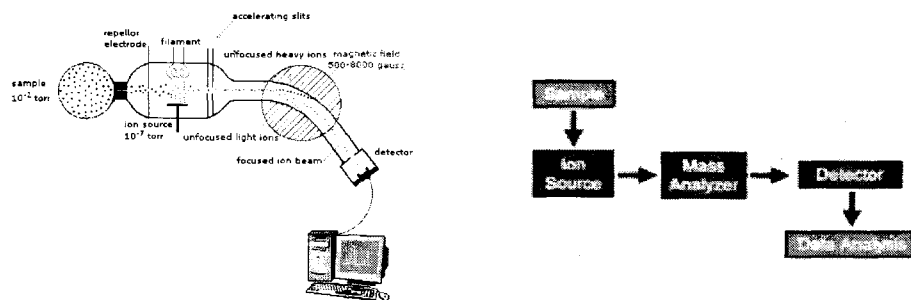 accelerating slits
repellor
electrode
filament
unfocused heavy ions
magnetic field
500-8000 gauss
sample
10⁻² torr
ion source
10⁻⁷ torr
unfocused light ions
focused ion beam
detector
Sample
Ion
Source
Mass
Analyzer
Detector
Data Analysis